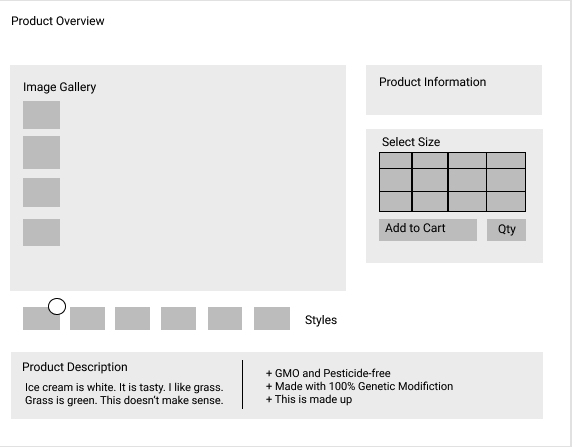 Product Overview
Image Gallery
Product Information
Select Size
Add to Cart
Qty
Styles
Product Description
Ice cream is white. It is tasty. I like grass.
Grass is green. This doesn't make sense.
+ GMO and Pesticide-free
+ Made with 100% Genetic Modifiction
+ This is made up